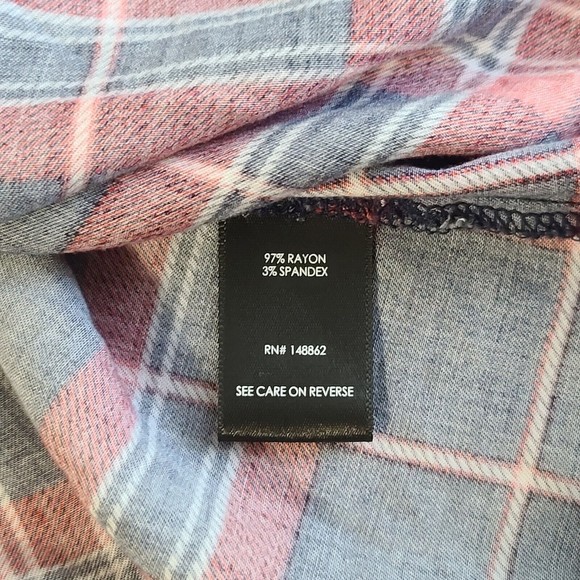 97% RAYON
3% SPANDEX
RN# 148862
SEE CARE ON REVERSE